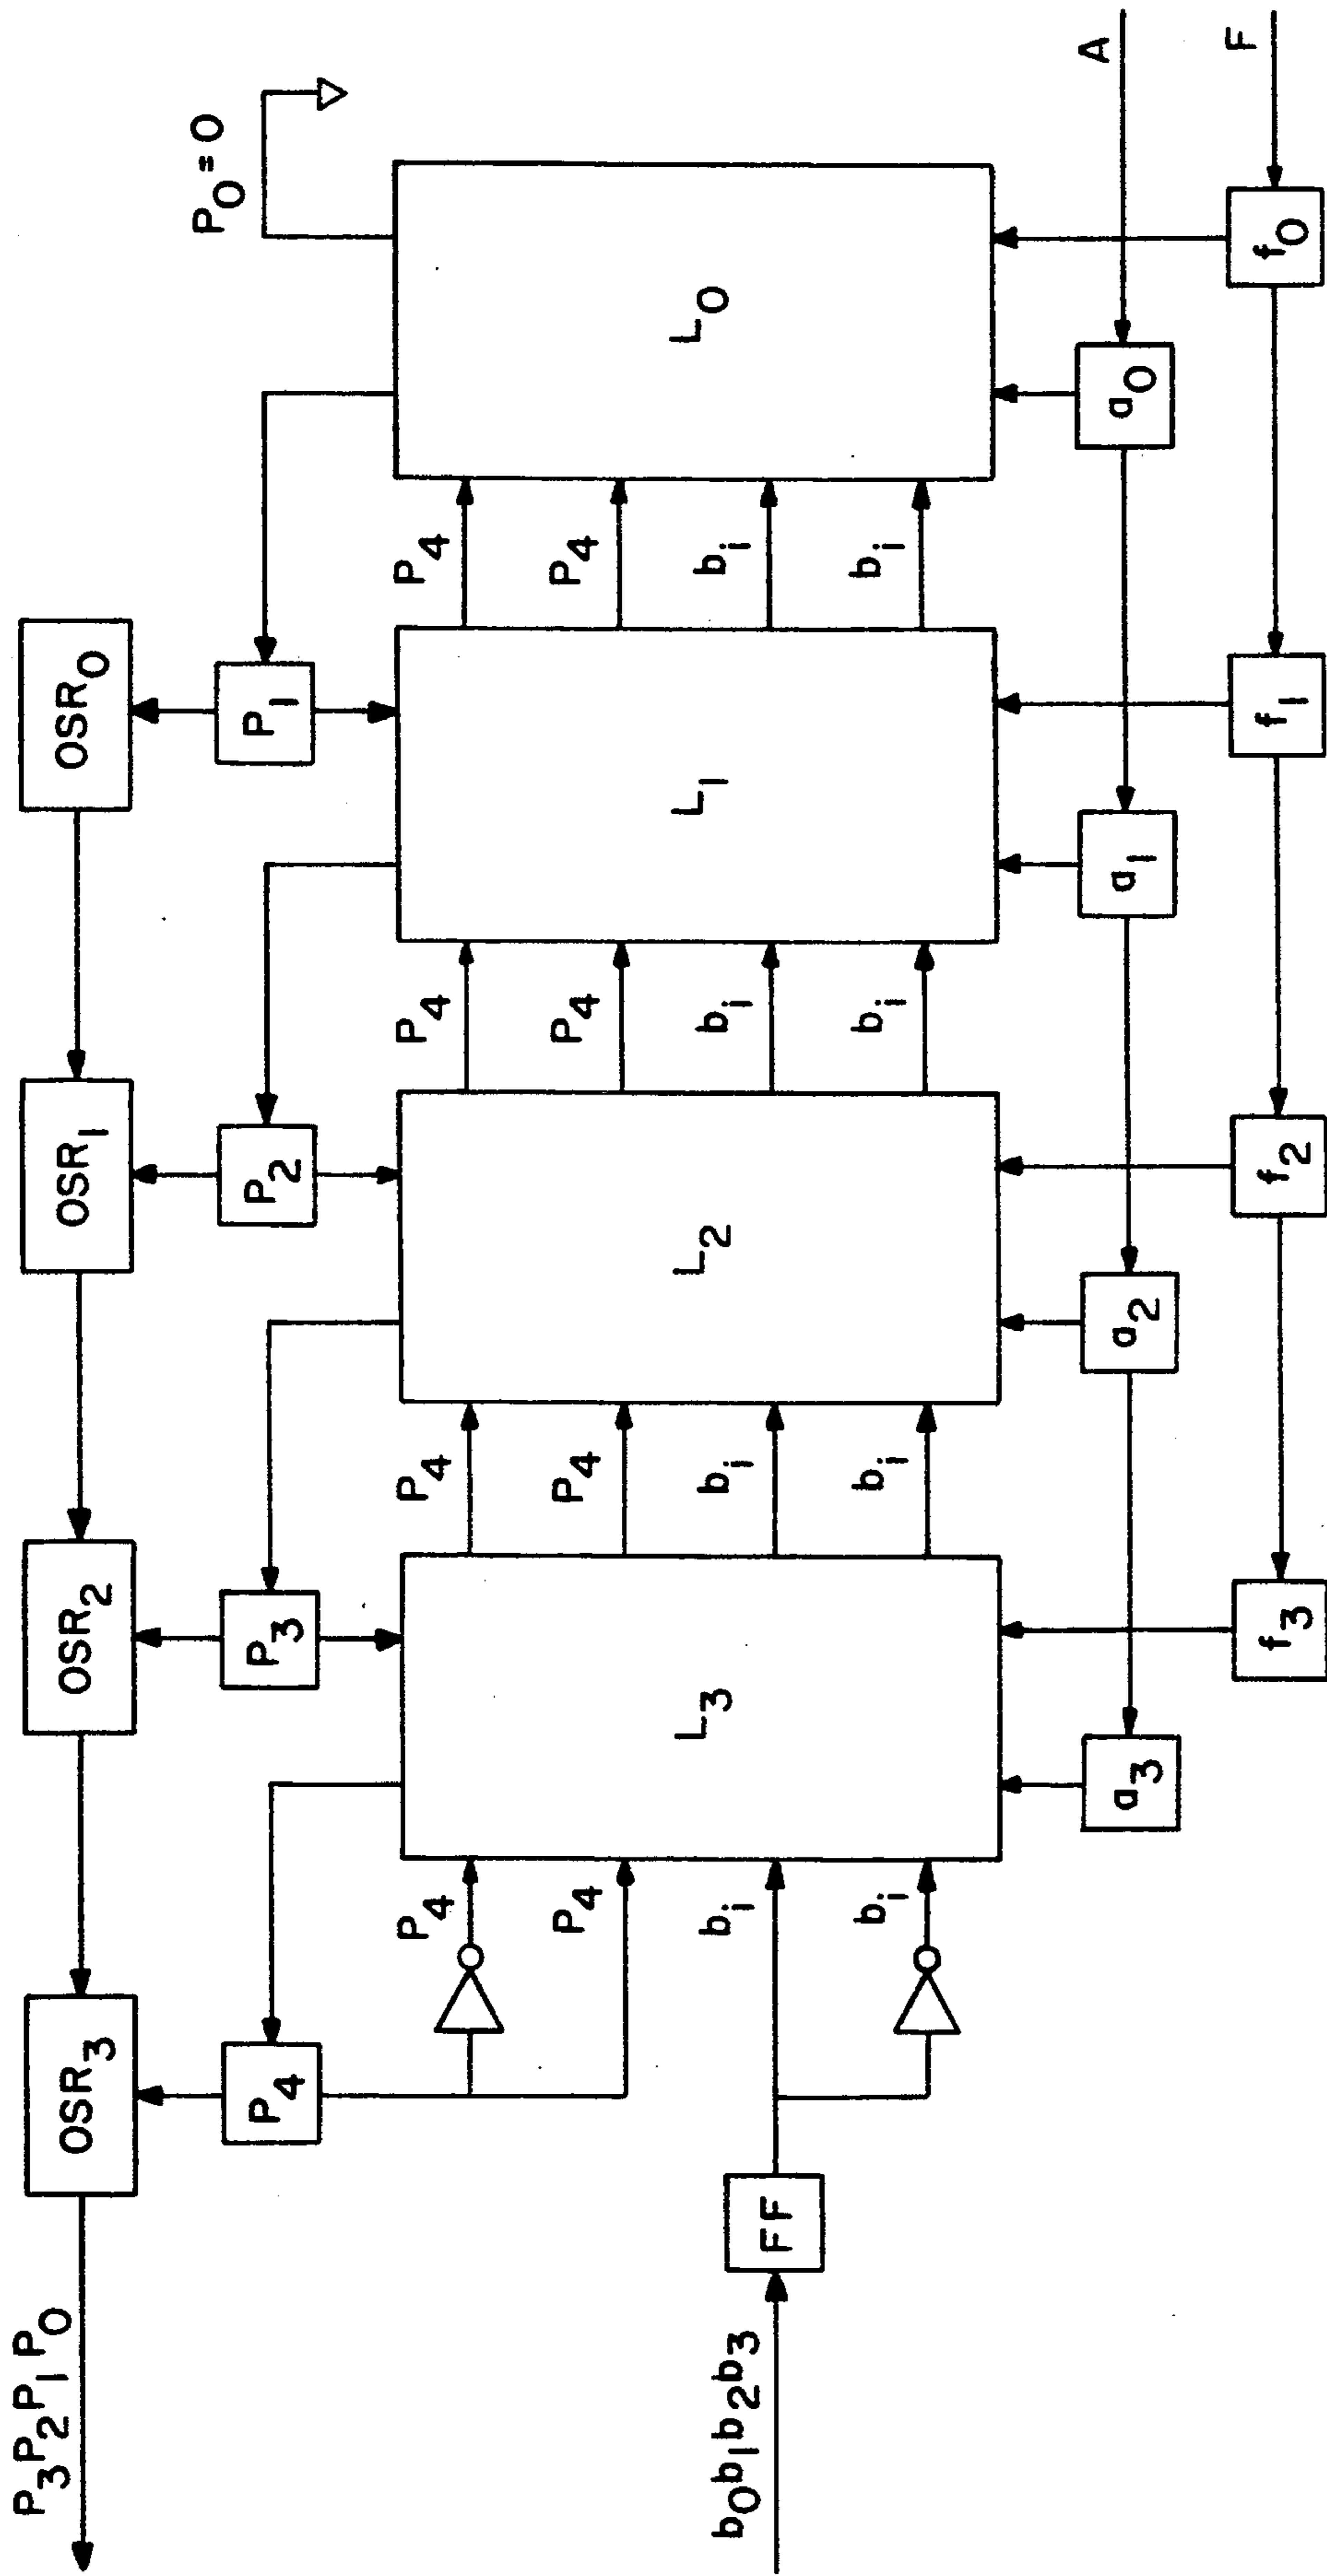 P3P2P1P0
OSR3
OSR2
OSR1
OSR0
P4
P3
P2
P1
P0 = 0
P4
P4
P4
P4
P4
P4
P4
P4
L3
L2
L1
L0
b0b1b2b3
FF
bi
bi
bi
bi
bi
bi
bi
bi
a3
a2
a1
a0
A
f3
f2
f1
f0
F